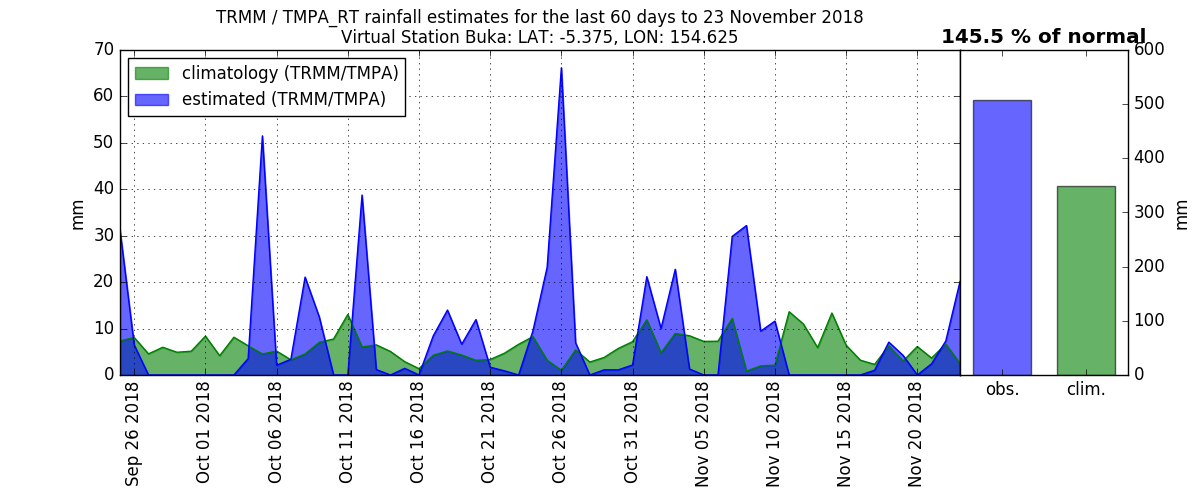 TRMM / TMPA_RT rainfall estimates for the last 60 days to 23 November 2018
Virtual Station Buka: LAT: -5.375, LON: 154.625
145.5 % of normal
climatology (TRMM/TMPA)
estimated (TRMM/TMPA)
70
60
50
40
30
20
10
0
mm
Sep 26 2018
Oct 01 2018
Oct 06 2018
Oct 11 2018
Oct 16 2018
Oct 21 2018
Oct 26 2018
Oct 31 2018
Nov 05 2018
Nov 10 2018
Nov 15 2018
Nov 20 2018
obs.
clim.
600
500
400
300
200
100
0
mm